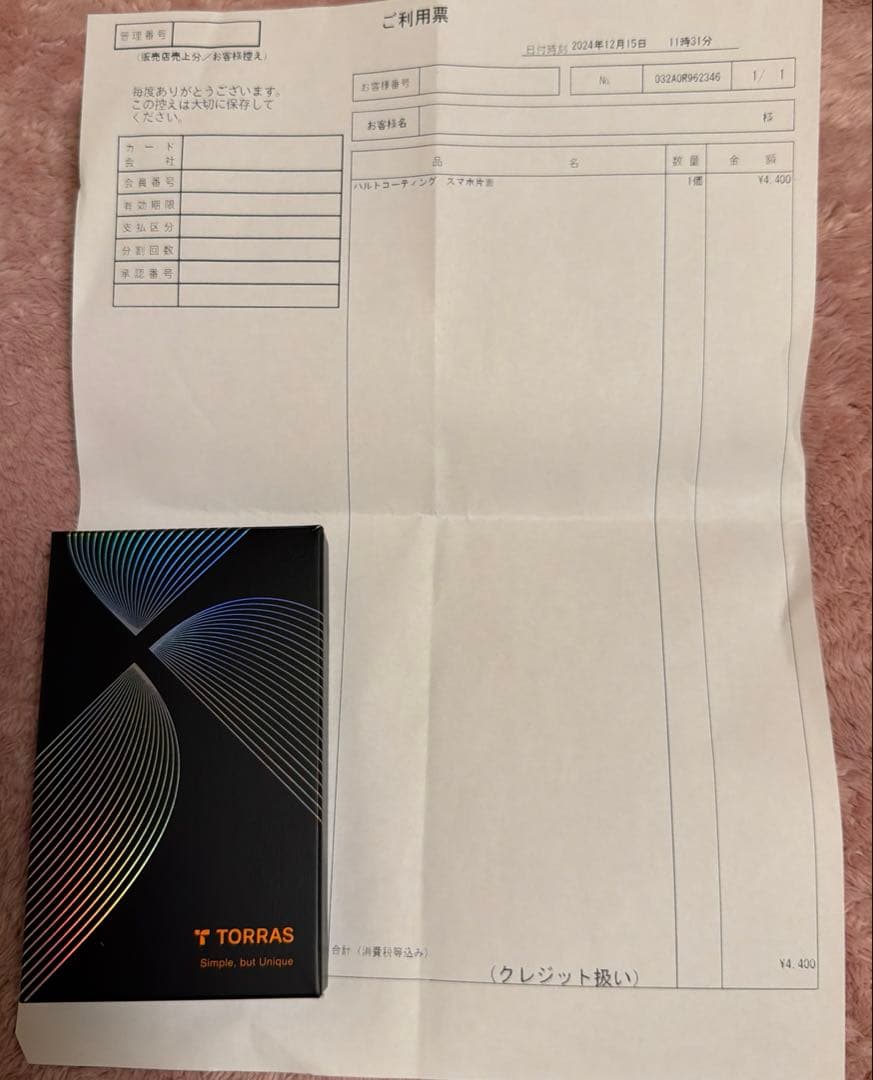 ご利用票
管理番号
(販売店売上分/お客様控え)
日付時刻 2024年12月15日 11時31分
毎度ありがとうございます。
この控えは大切に保存して
ください。
お客様番号
No. 032A0R962346 1/ 1
お客様名 様
カード
会社
会員番号
有効期限
支払区分
分割回数
承認番号
品 名 数量 金 額
ハルトコーティング スマホ片面 1個 ¥4,400
TORRAS
Simple, but Unique
合計(消費税等込み) ¥4,400
(クレジット扱い)